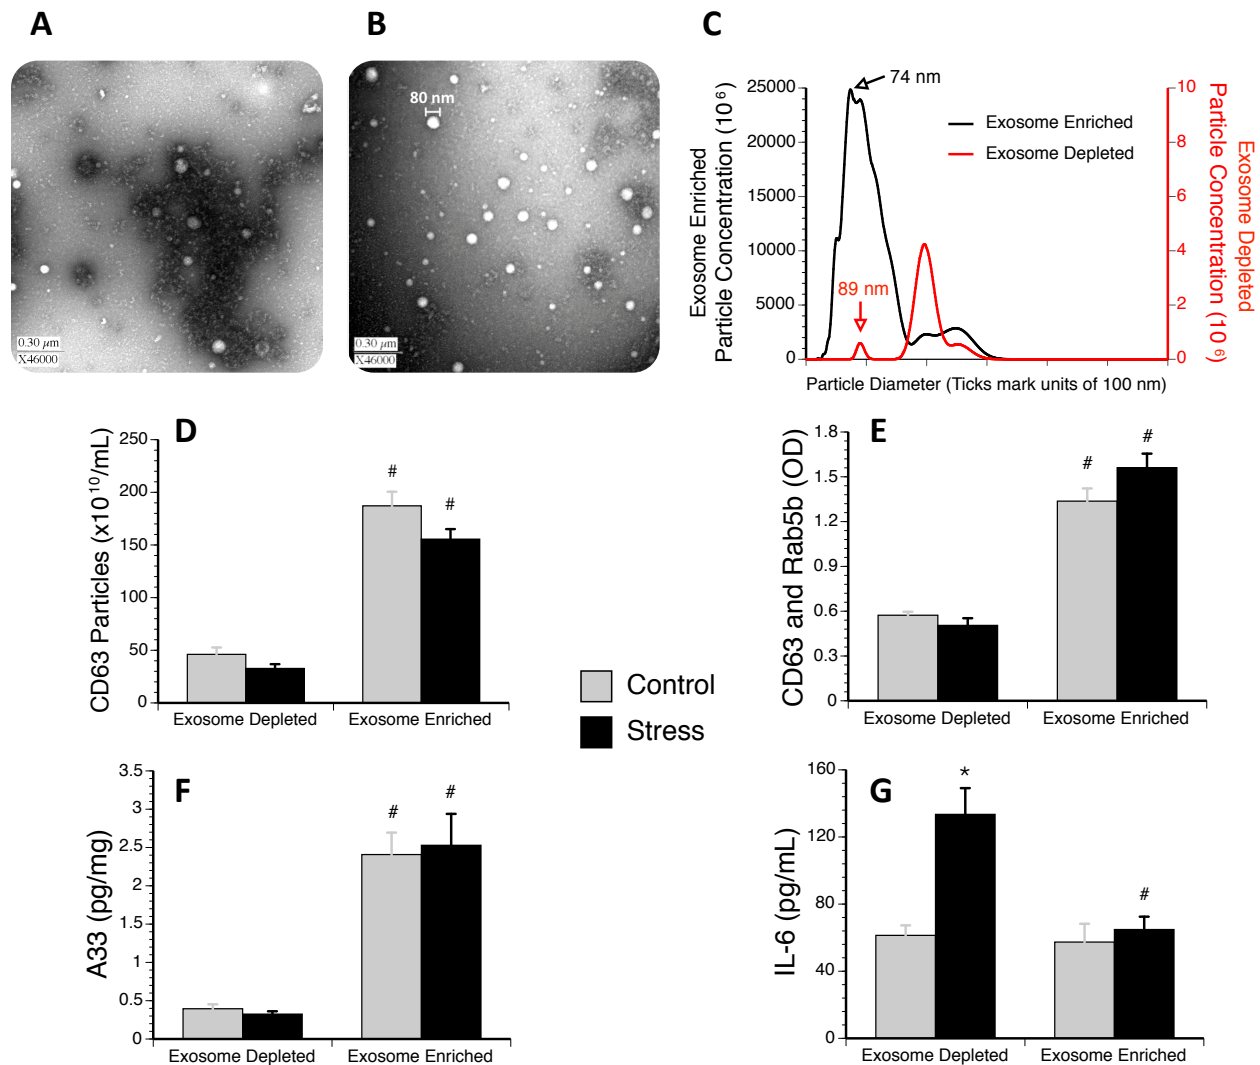 A
B
C
0.30 µm
X46000
80 nm
0.30 µm
X46000
Exosome Enriched
Particle Concentration (10⁶)
25000
20000
15000
10000
5000
0
74 nm
Exosome Enriched
Exosome Depleted
89 nm
10
8
6
4
2
0
Exosome Depleted
Particle Concentration (10⁶)
Particle Diameter (Ticks mark units of 100 nm)
D
CD63 Particles (x10¹⁰/mL)
250
200
150
100
50
0
#
#
Exosome Depleted
Exosome Enriched
E
CD63 and Rab5b (OD)
1.8
1.5
1.2
0.9
0.6
0.3
0
#
#
Exosome Depleted
Exosome Enriched
Control
Stress
F
A33 (pg/mg)
3.5
3
2.5
2
1.5
1
0.5
0
#
#
Exosome Depleted
Exosome Enriched
G
IL-6 (pg/mL)
160
120
80
40
0
*
#
Exosome Depleted
Exosome Enriched